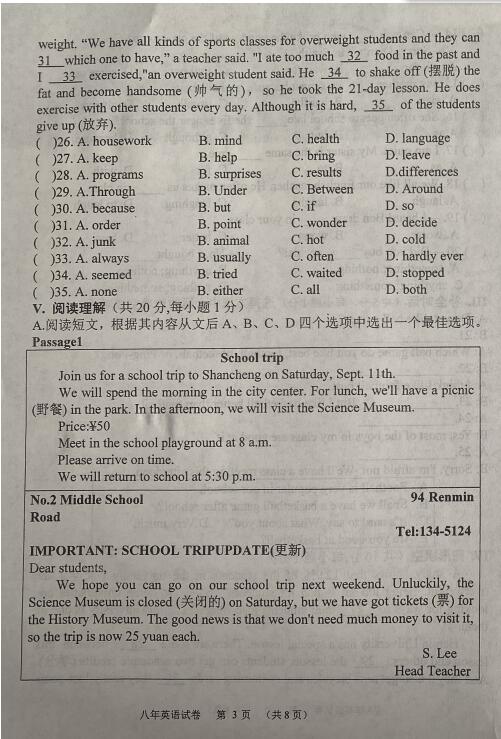 weight. “We have all kinds of sports classes for overweight students and they can
31 which one to have,” a teacher said. "I ate too much 32 food in the past and
I 33 exercised,"an overweight student said. He 34 to shake off (摆脱) the
fat and become handsome (帅气的), so he took the 21-day lesson. He does
exercise with other students every day. Although it is hard, 35 of the students
give up (放弃).
( )26. A. housework B. mind C. health D. language
( )27. A. keep B. help C. bring D. leave
( )28. A. programs B. surprises C. results D.differences
( )29. A.Through B. Under C. Between D. Around
( )30. A. because B. but C. if D. so
( )31. A. order B. point C. wonder D. decide
( )32. A. junk B. animal C. hot D. cold
( )33. A. always B. usually C. often D. hardly ever
( )34. A. seemed B. tried C. waited D. stopped
( )35. A. none B. either C. all D. both
V. 阅读理解（共 20 分,每小题 1 分）
A.阅读短文，根据其内容从文后 A、B、C、D 四个选项中选出一个最佳选项。
Passage1
School trip
Join us for a school trip to Shancheng on Saturday, Sept. 11th.
We will spend the morning in the city center. For lunch, we'll have a picnic
(野餐) in the park. In the afternoon, we will visit the Science Museum.
Price:¥50
Meet in the school playground at 8 a.m.
Please arrive on time.
We will return to school at 5:30 p.m.
No.2 Middle School 94 Renmin
Road
Tel:134-5124
IMPORTANT: SCHOOL TRIPUPDATE(更新)
Dear students,
We hope you can go on our school trip next weekend. Unluckily, the
Science Museum is closed (关闭的) on Saturday, but we have got tickets (票) for
the History Museum. The good news is that we don't need much money to visit it,
so the trip is now 25 yuan each.
S. Lee
Head Teacher
八年英语试卷 第 3 页 （共 8 页）